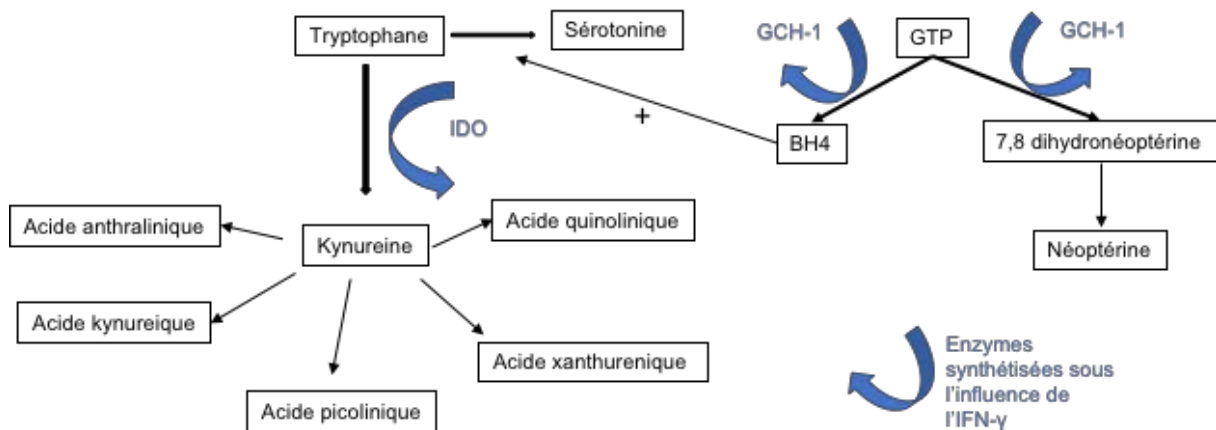 Tryptophane
Sérotonine
GCH-1
GTP
GCH-1
IDO
+
BH4
7,8 dihydronéoptérine
Acide anthralinique
Kynureine
Acide quinolinique
Néoptérine
Acide kynureique
Acide xanthurenique
Acide picolinique
Enzymes
synthétisées sous
l'influence de
l'IFN-γ